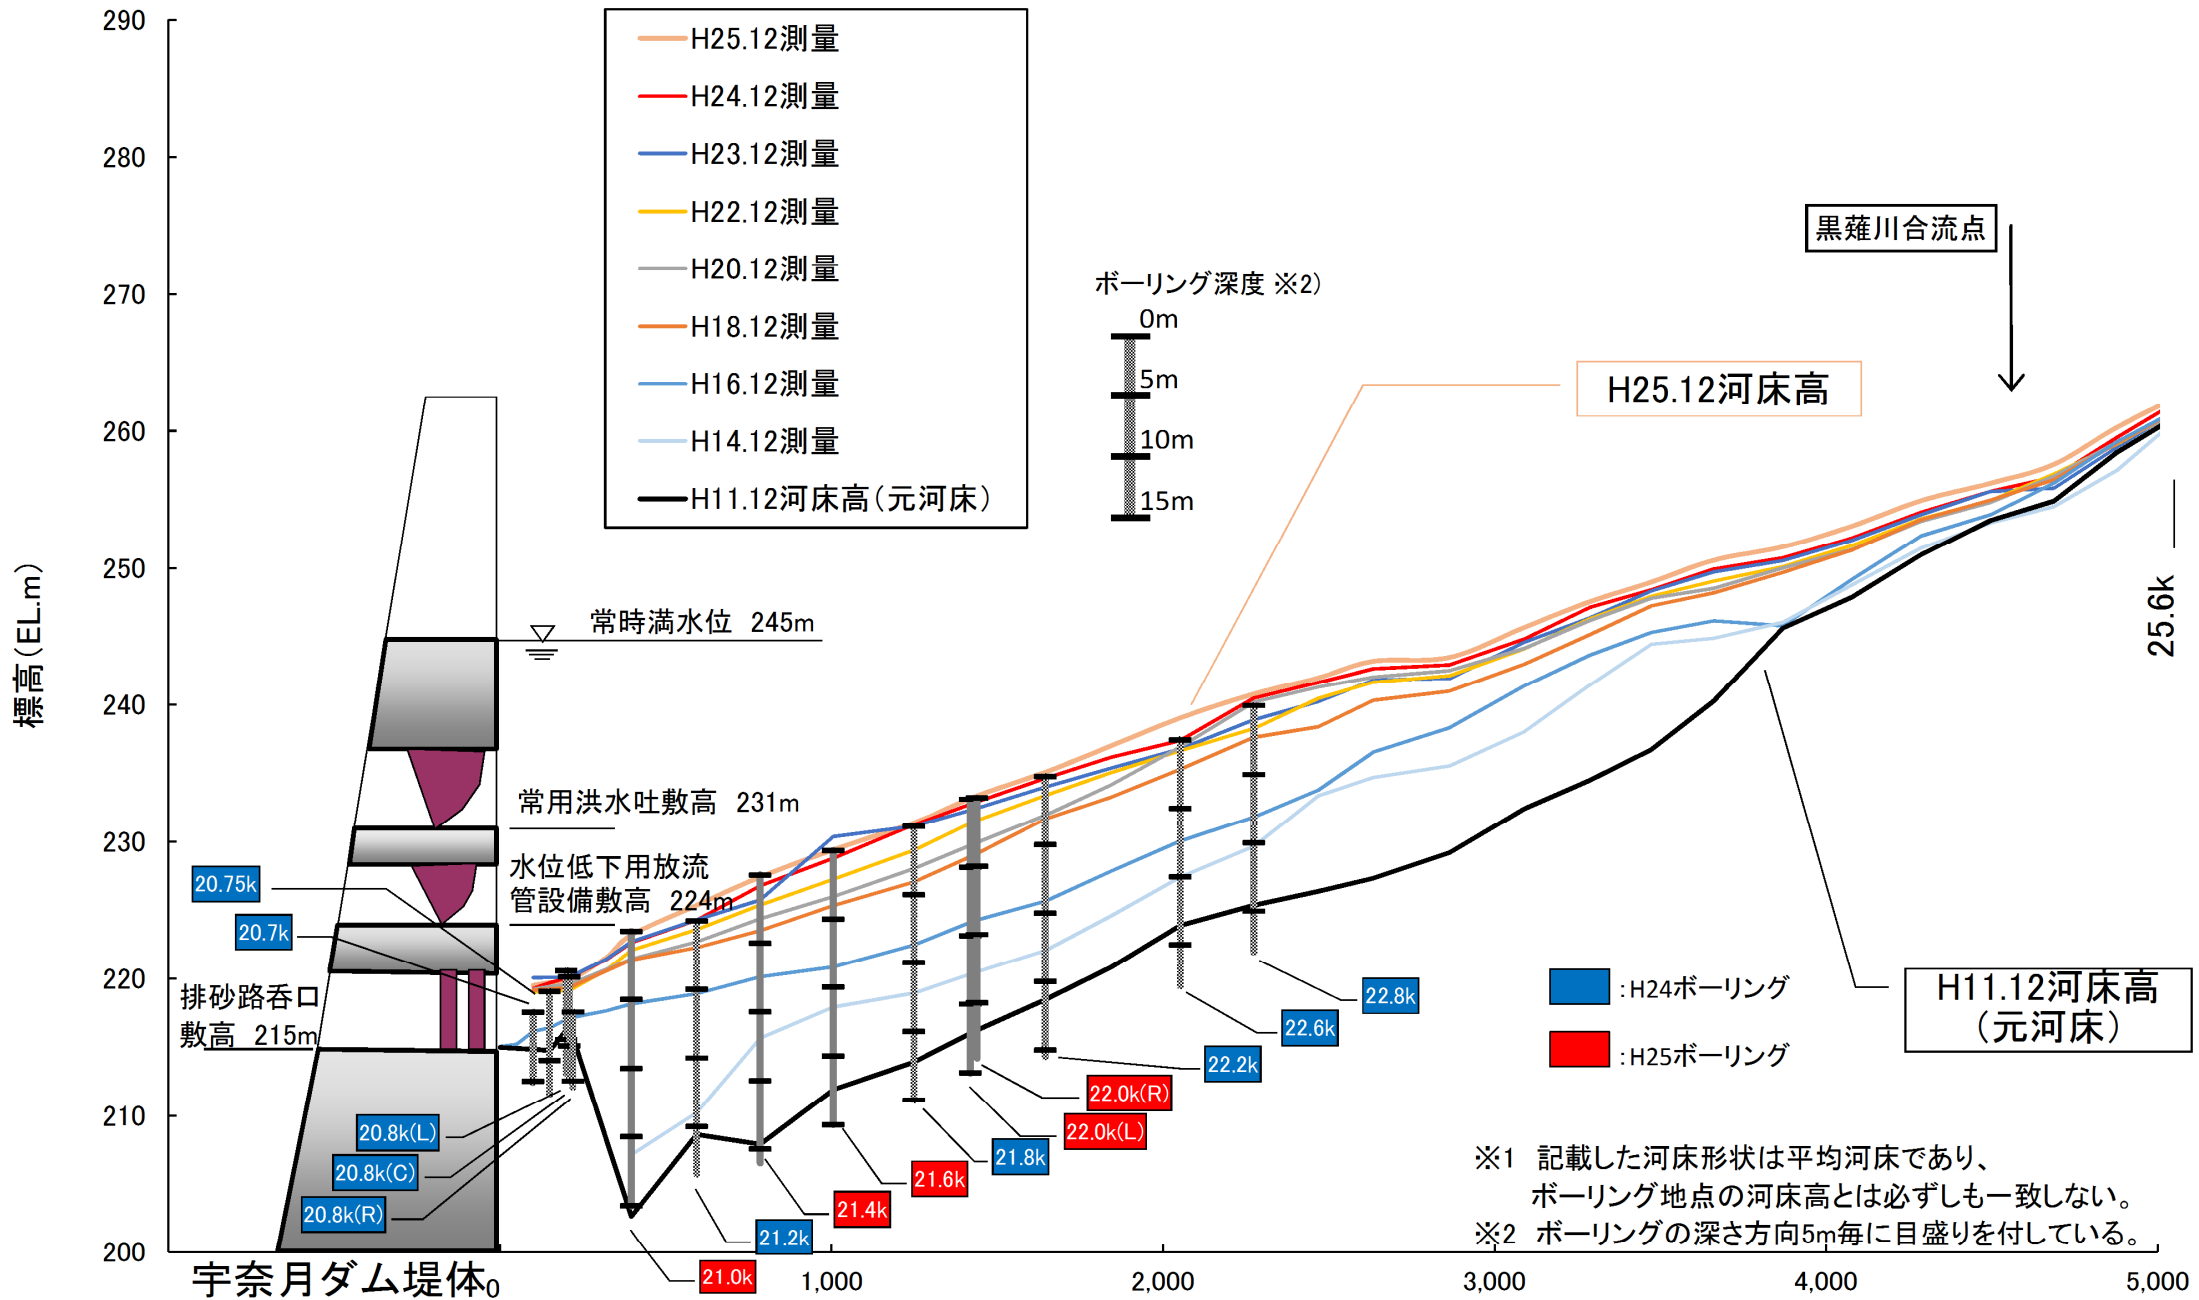 290
280
270
260
250
240
230
220
210
200
標高(EL.m)
H25.12測量
H24.12測量
H23.12測量
H22.12測量
H20.12測量
H18.12測量
H16.12測量
H14.12測量
H11.12河床高(元河床)
ボーリング深度 ※2)
0m
5m
10m
15m
黒薙川合流点
H25.12河床高
25.6k
常時満水位 245m
常用洪水吐敷高 231m
水位低下用放流
管設備敷高 224m
排砂路呑口
敷高 215m
20.75k
20.7k
20.8k(L)
20.8k(C)
20.8k(R)
21.0k
21.2k
21.4k
21.6k
21.8k
22.0k(L)
22.0k(R)
22.2k
22.6k
22.8k
:H24ボーリング
:H25ボーリング
H11.12河床高
(元河床)
※1 記載した河床形状は平均河床であり、
ボーリング地点の河床高とは必ずしも一致しない。
※2 ボーリングの深さ方向5m毎に目盛りを付している。
宇奈月ダム堤体
0
1,000
2,000
3,000
4,000
5,000